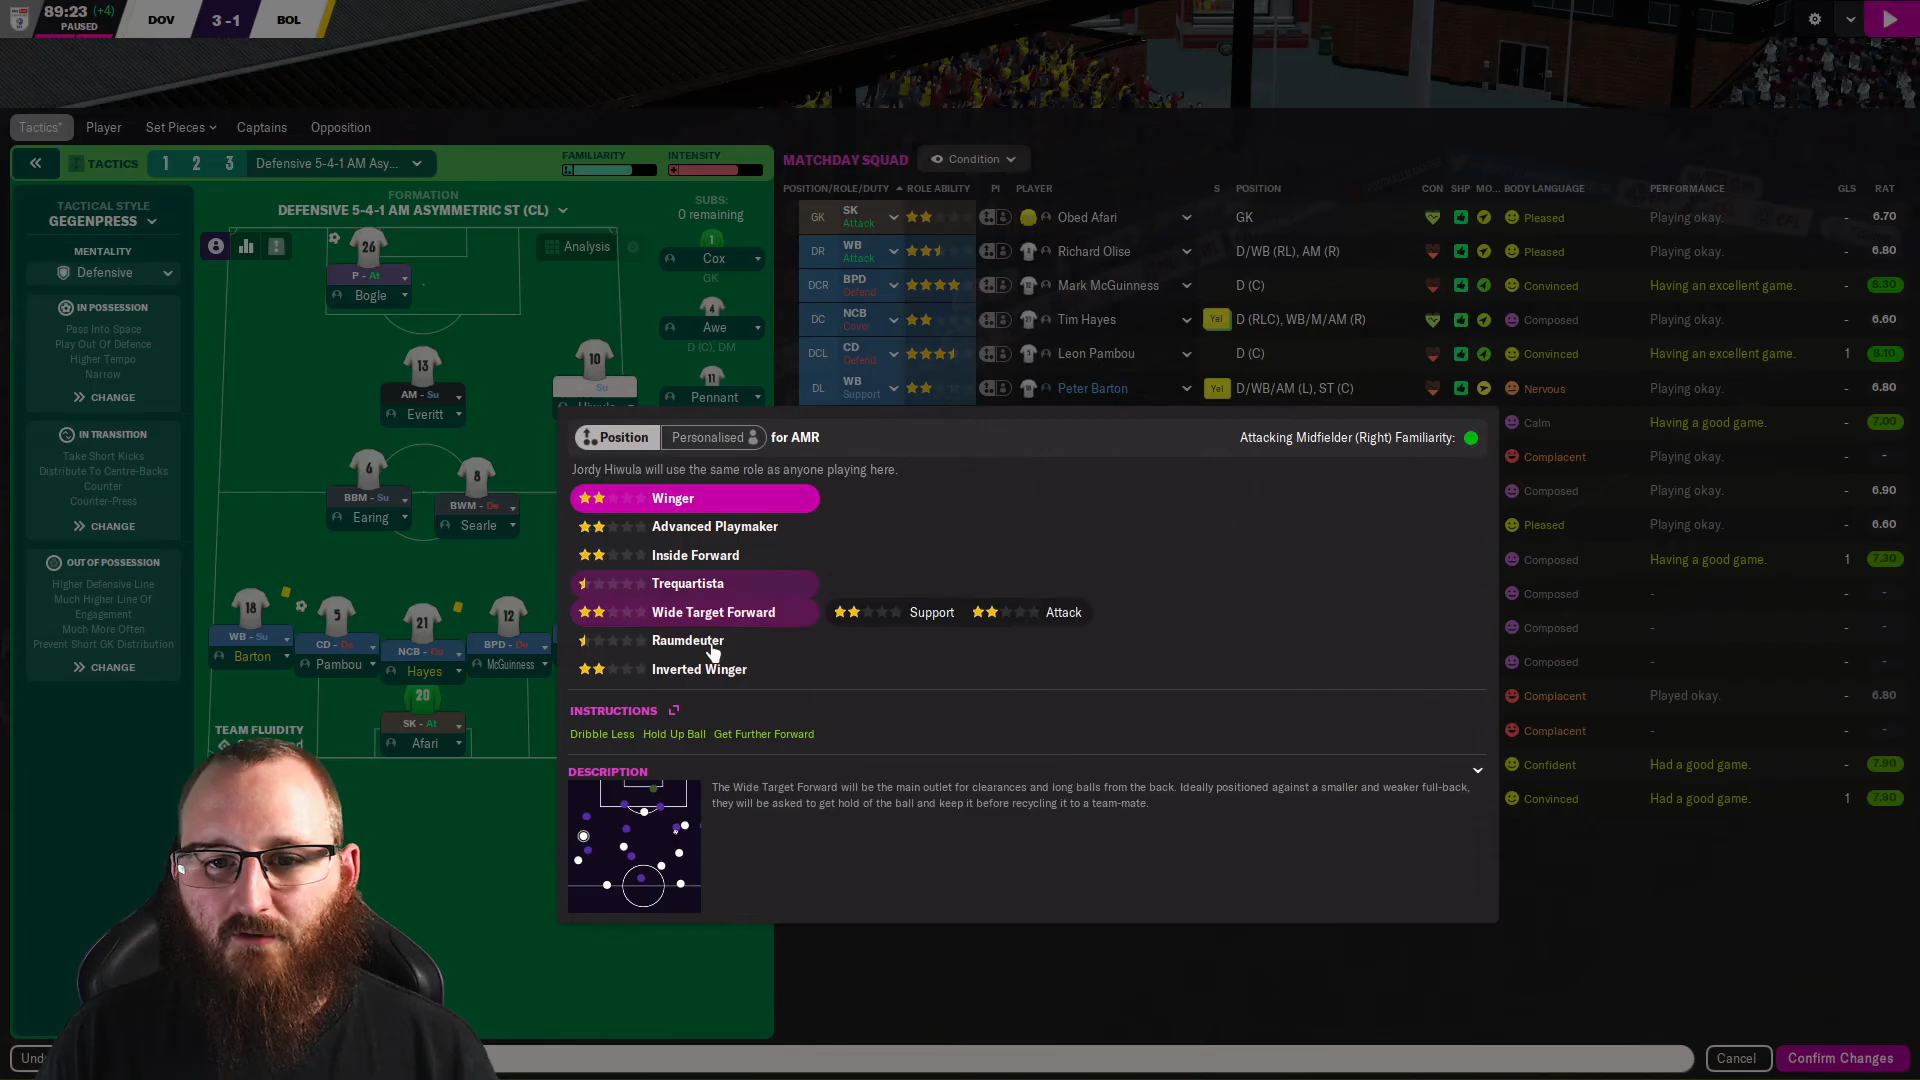 89:23 (+4) DOV 3 - 1 BOL
PAUSED
Tactics* Player Set Pieces Captains Opposition
TACTICS 1 2 3 Defensive 5-4-1 AM Asy... FAMILIARITY INTENSITY
TACTICAL STYLE
GEGENPRESS
MENTALITY
Defensive
IN POSSESSION
Pass Into Space
Play Out Of Defence
Higher Tempo
Narrow
CHANGE
IN TRANSITION
Take Short Kicks
Distribute To Centre-Backs
Counter
Counter-Press
CHANGE
OUT OF POSSESSION
Higher Defensive Line
Much Higher Line Of
Engagement
Much More Often
Prevent Short GK Distribution
CHANGE
FORMATION
DEFENSIVE 5-4-1 AM ASYMMETRIC ST (CL)
Analysis
26
P - At
Bogle
13
AM - Su
Everitt
10
Su
6
BBM - Su
Earing
8
BWM - De
Searle
18
WB - Su
Barton
5
CD - De
Pambou
21
NCB - Co
Hayes
12
BPD - De
McGuinness
20
SK - At
Afari
TEAM FLUIDITY
SUBS:
0 remaining
1
Cox
GK
4
Awe
D (C), DM
11
Pennant
MATCHDAY SQUAD Condition
POSITION/ROLE/DUTY ROLE ABILITY PI PLAYER S POSITION CON SHP MO... BODY LANGUAGE PERFORMANCE GLS RAT
GK SK Attack Obed Afari GK Pleased Playing okay. - 6.70
DR WB Attack Richard Olise D/WB (RL), AM (R) Pleased Playing okay. - 6.80
DCR BPD Defend Mark McGuinness D (C) Convinced Having an excellent game. - 8.30
DC NCB Cover Tim Hayes Yel D (RLC), WB/M/AM (R) Composed Playing okay. - 6.60
DCL CD Defend Leon Pambou D (C) Convinced Having an excellent game. 1 8.10
DL WB Support Peter Barton Yel D/WB/AM (L), ST (C) Nervous Playing okay. - 6.80
Calm Having a good game. - 7.00
Complacent Playing okay. - -
Composed Playing okay. - 6.90
Pleased Playing okay. - 6.60
Composed Having a good game. 1 7.30
Composed - - -
Composed - - -
Composed - - -
Complacent Played okay. - 6.80
Complacent - - -
Confident Had a good game. - 7.90
Convinced Had a good game. 1 7.90
Position Personalised for AMR Attacking Midfielder (Right) Familiarity:
Jordy Hiwula will use the same role as anyone playing here.
Winger
Advanced Playmaker
Inside Forward
Trequartista
Wide Target Forward Support Attack
Raumdeuter
Inverted Winger
INSTRUCTIONS
Dribble Less Hold Up Ball Get Further Forward
DESCRIPTION
The Wide Target Forward will be the main outlet for clearances and long balls from the back. Ideally positioned against a smaller and weaker full-back,
they will be asked to get hold of the ball and keep it before recycling it to a team-mate.
Cancel Confirm Changes